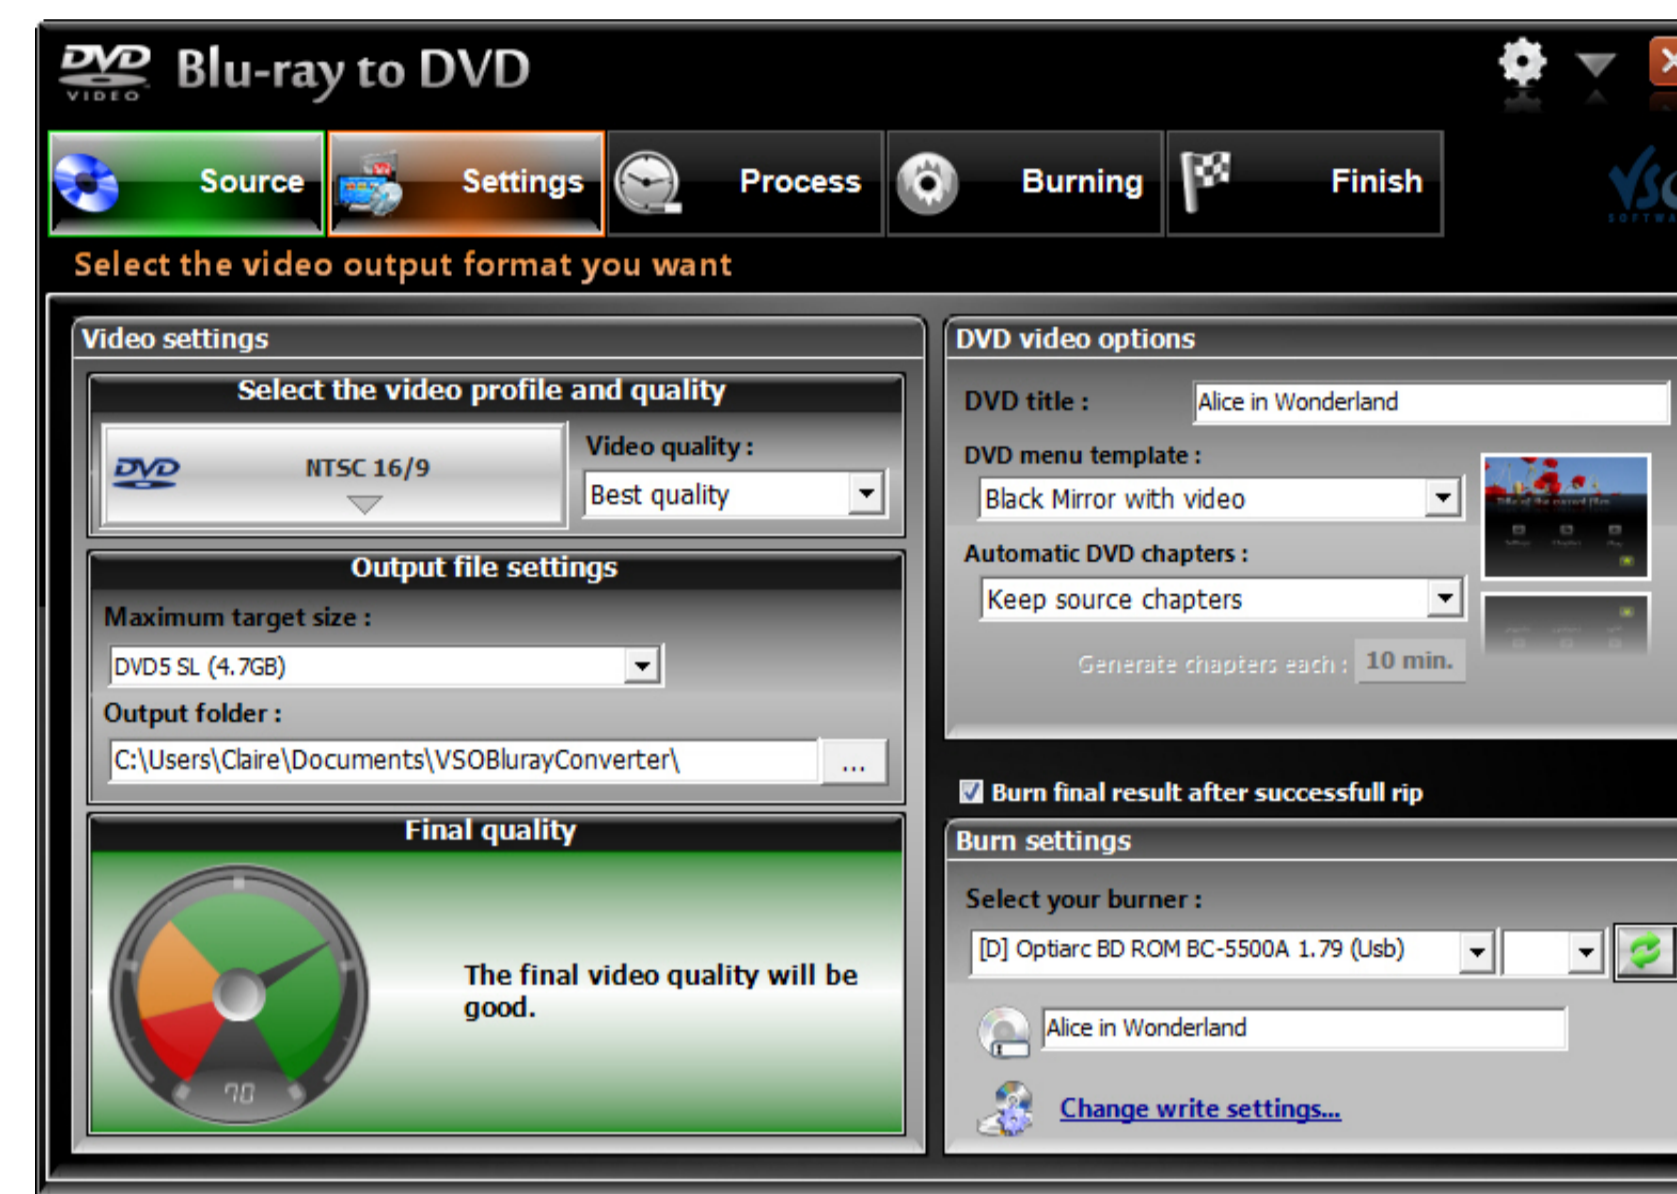 DVD
VIDEO
Blu-ray to DVD
Source
Settings
Process
Burning
Finish
SOFTWA
Select the video output format you want
Video settings
Select the video profile and quality
DVD
NTSC 16/9
Video quality :
Best quality
Output file settings
Maximum target size :
DVD5 SL (4.7GB)
Output folder :
C:\Users\Claire\Documents\VSOBlurayConverter\
...
Final quality
The final video quality will be
good.
70
DVD video options
DVD title :
Alice in Wonderland
DVD menu template :
Black Mirror with video
Automatic DVD chapters :
Keep source chapters
Generate chapters each :
10 min.
Burn final result after successfull rip
Burn settings
Select your burner :
[D] Optiarc BD ROM BC-5500A 1.79 (Usb)
Alice in Wonderland
Change write settings...